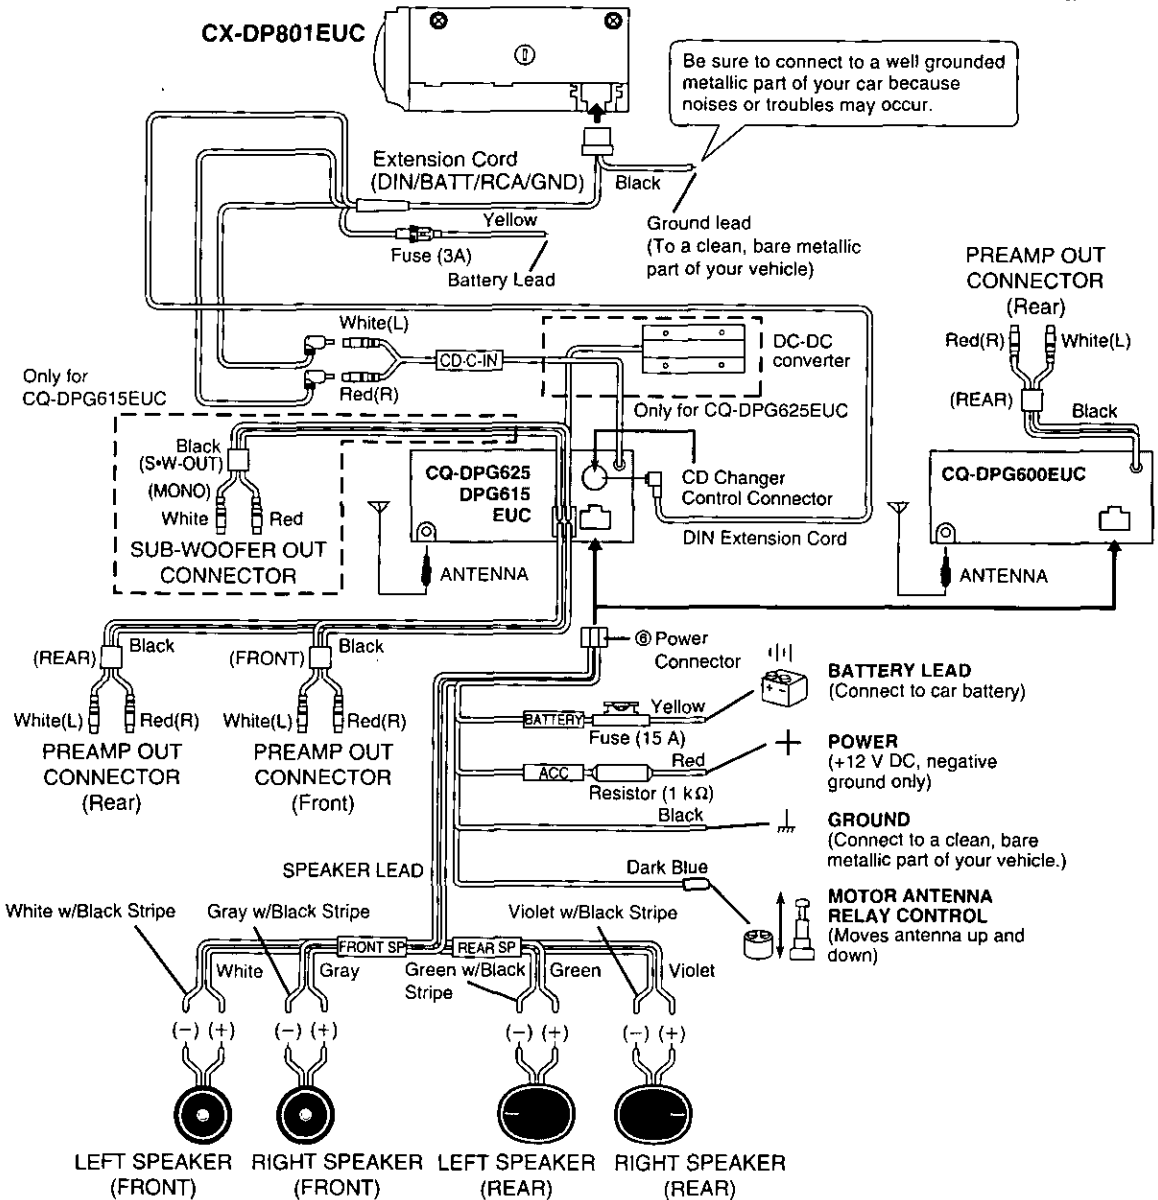 CX-DP801EUC
Be sure to connect to a well grounded
metallic part of your car because
noises or troubles may occur.
Extension Cord
(DIN/BATT/RCA/GND)
Black
Yellow
Fuse (3A)
Battery Lead
Ground lead
(To a clean, bare metallic
part of your vehicle)
PREAMP OUT
CONNECTOR
(Rear)
Red(R)
White(L)
(REAR)
Black
White(L)
CD·C-IN
Red(R)
DC-DC
converter
Only for CQ-DPG625EUC
Only for
CQ-DPG615EUC
Black
(S•W-OUT)
(MONO)
White
Red
SUB-WOOFER OUT
CONNECTOR
CQ-DPG625
DPG615
EUC
CD Changer
Control Connector
DIN Extension Cord
CQ-DPG600EUC
ANTENNA
ANTENNA
(REAR)
Black
(FRONT)
Black
⑥ Power
Connector
White(L)
Red(R)
White(L)
Red(R)
PREAMP OUT
CONNECTOR
(Rear)
PREAMP OUT
CONNECTOR
(Front)
BATTERY
Yellow
Fuse (15 A)
BATTERY LEAD
(Connect to car battery)
+ -
ACC
Red
Resistor (1 kΩ)
+
POWER
(+12 V DC, negative
ground only)
Black
GROUND
(Connect to a clean, bare
metallic part of your vehicle.)
SPEAKER LEAD
Dark Blue
MOTOR ANTENNA
RELAY CONTROL
(Moves antenna up and
down)
White w/Black Stripe
Gray w/Black Stripe
Violet w/Black Stripe
FRONT SP
REAR SP
White
Gray
Green w/Black
Stripe
Green
Violet
(−) (+)
(−) (+)
(−) (+)
(−) (+)
LEFT SPEAKER
(FRONT)
RIGHT SPEAKER
(FRONT)
LEFT SPEAKER
(REAR)
RIGHT SPEAKER
(REAR)